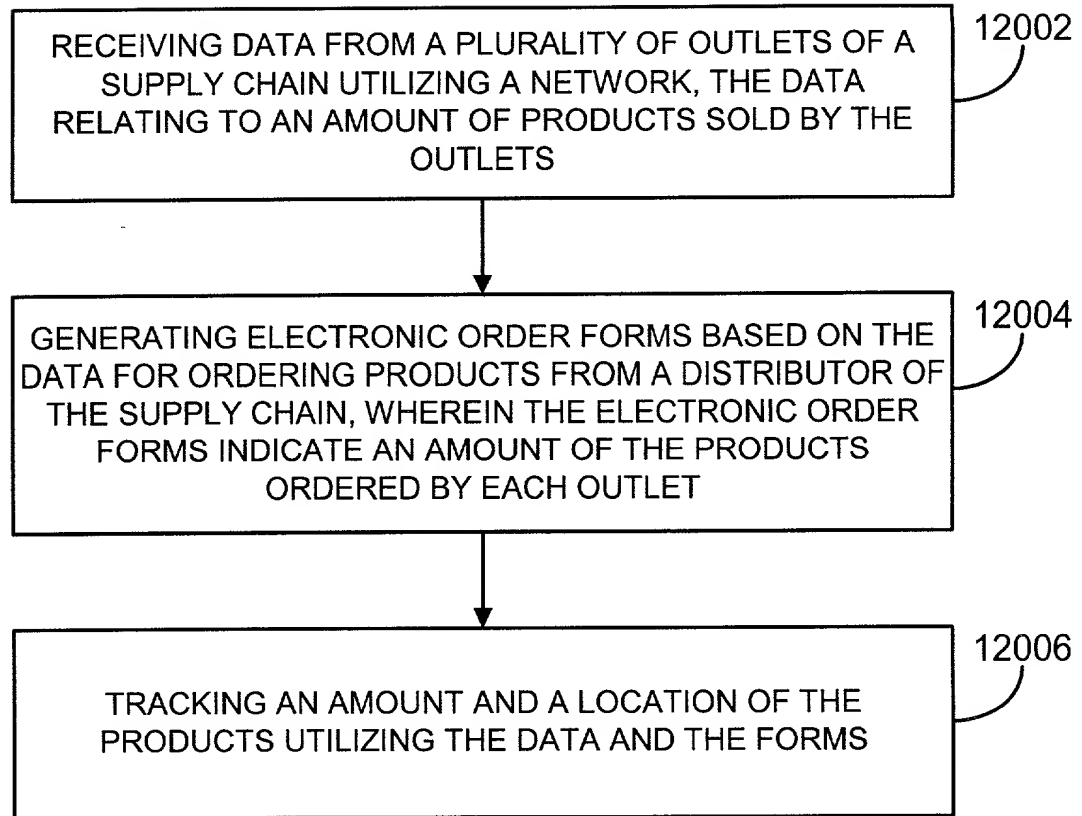 RECEIVING DATA FROM A PLURALITY OF OUTLETS OF A
SUPPLY CHAIN UTILIZING A NETWORK, THE DATA
RELATING TO AN AMOUNT OF PRODUCTS SOLD BY THE
OUTLETS
12002
GENERATING ELECTRONIC ORDER FORMS BASED ON THE
DATA FOR ORDERING PRODUCTS FROM A DISTRIBUTOR OF
THE SUPPLY CHAIN, WHEREIN THE ELECTRONIC ORDER
FORMS INDICATE AN AMOUNT OF THE PRODUCTS
ORDERED BY EACH OUTLET
12004
TRACKING AN AMOUNT AND A LOCATION OF THE
PRODUCTS UTILIZING THE DATA AND THE FORMS
12006